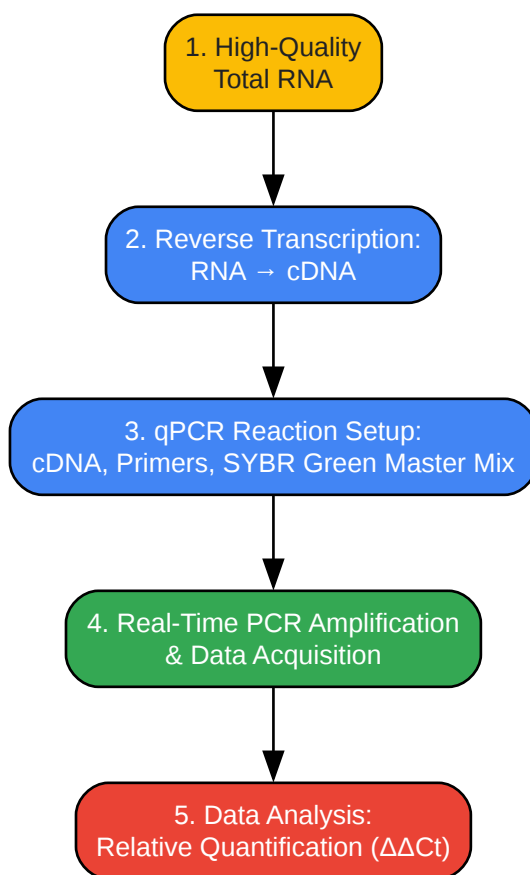 1. High-Quality
Total RNA
2. Reverse Transcription:
RNA → cDNA
3. qPCR Reaction Setup:
cDNA, Primers, SYBR Green Master Mix
4. Real-Time PCR Amplification
& Data Acquisition
5. Data Analysis:
Relative Quantification (ΔΔCt)